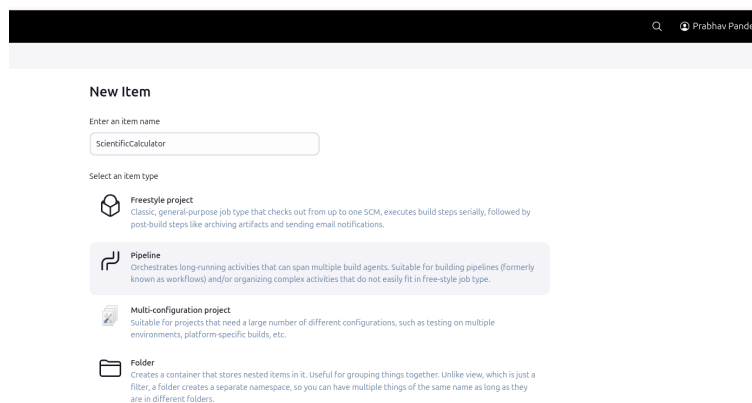 Prabhav Pande
New Item
Enter an item name
ScientificCalculator
Select an item type
Freestyle project
Classic, general-purpose job type that checks out from up to one SCM, executes build steps serially, followed by
post-build steps like archiving artifacts and sending email notifications.
Pipeline
Orchestrates long-running activities that can span multiple build agents. Suitable for building pipelines (formerly
known as workflows) and/or organizing complex activities that do not easily fit in free-style job type.
Multi-configuration project
Suitable for projects that need a large number of different configurations, such as testing on multiple
environments, platform-specific builds, etc.
Folder
Creates a container that stores nested items in it. Useful for grouping things together. Unlike view, which is just a
filter, a folder creates a separate namespace, so you can have multiple things of the same name as long as they
are in different folders.